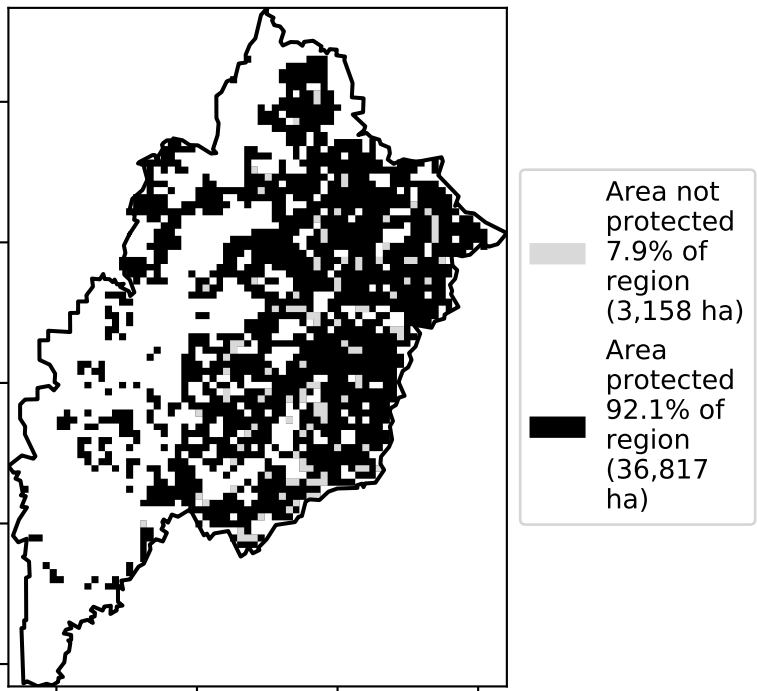 Area not
protected
7.9% of
region
(3,158 ha)
Area
protected
92.1% of
region
(36,817
ha)